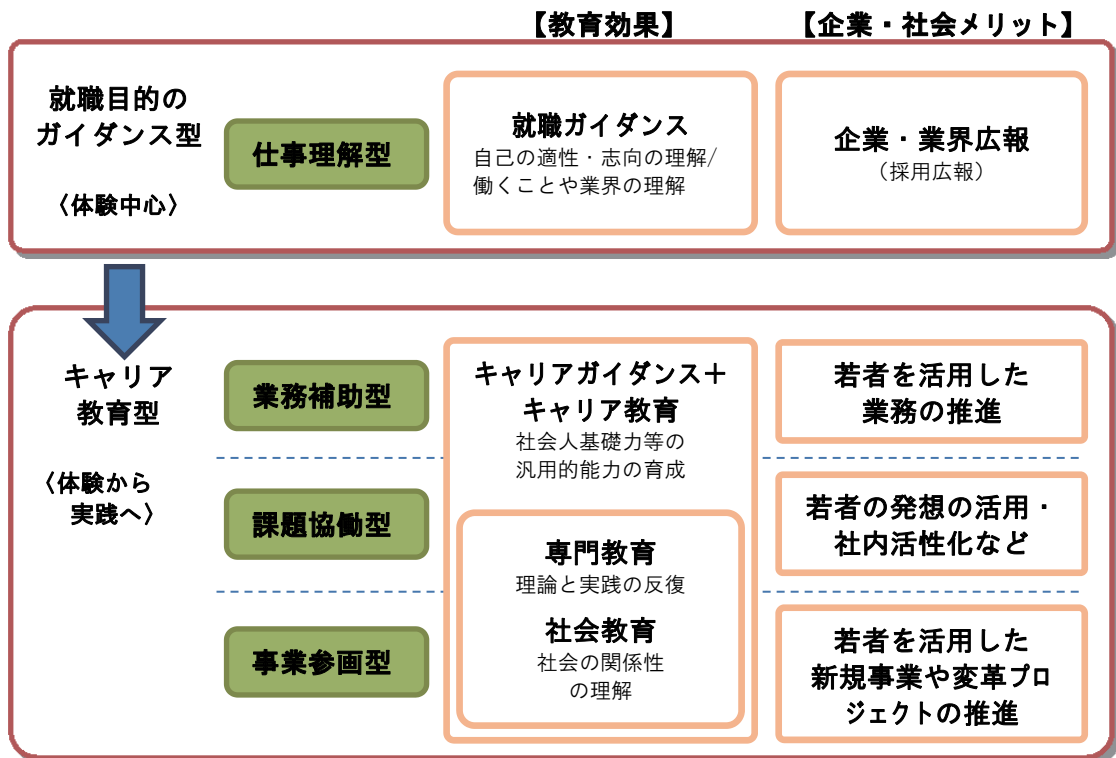 【教育効果】
【企業・社会メリット】
就職目的の
ガイダンス型
〈体験中心〉
仕事理解型
就職ガイダンス
自己の適性・志向の理解/
働くことや業界の理解
企業・業界広報
（採用広報）
キャリア
教育型
〈体験から
実践へ〉
業務補助型
課題協働型
事業参画型
キャリアガイダンス＋
キャリア教育
社会人基礎力等の
汎用的能力の育成
専門教育
理論と実践の反復
社会教育
社会の関係性
の理解
若者を活用した
業務の推進
若者の発想の活用・
社内活性化など
若者を活用した
新規事業や変革プロ
ジェクトの推進